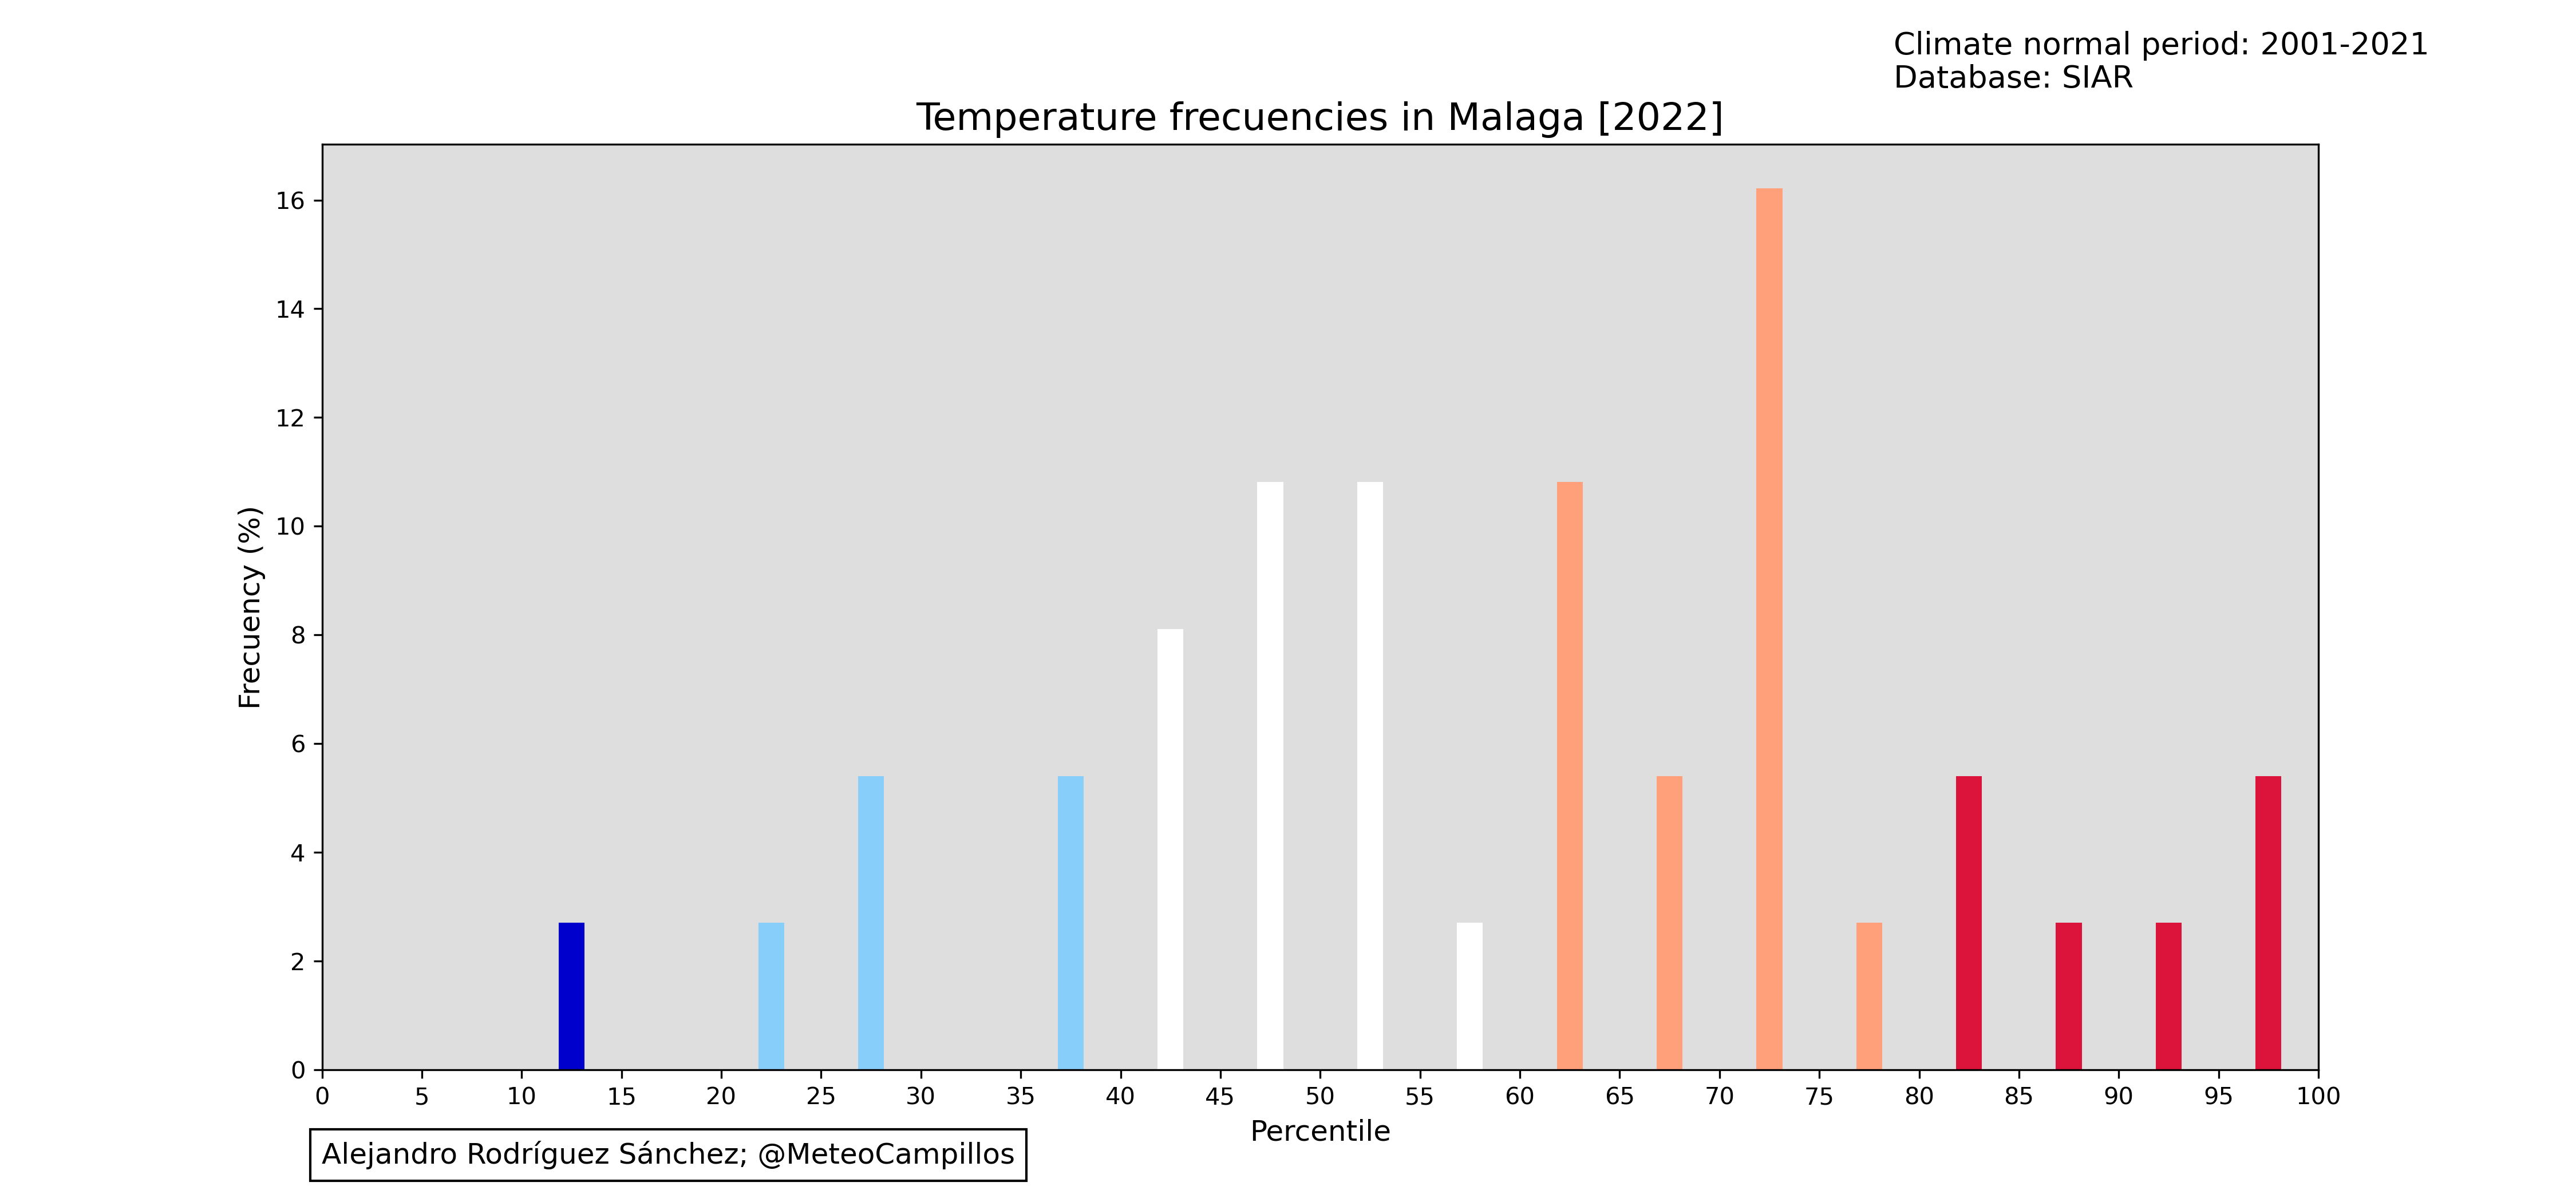 Climate normal period: 2001-2021
Database: SIAR
Temperature frecuencies in Malaga [2022]
Frecuency (%)
16
14
12
10
8
6
4
2
0
0 5 10 15 20 25 30 35 40 45 50 55 60 65 70 75 80 85 90 95 100
Percentile
Alejandro Rodríguez Sánchez; @MeteoCampillos